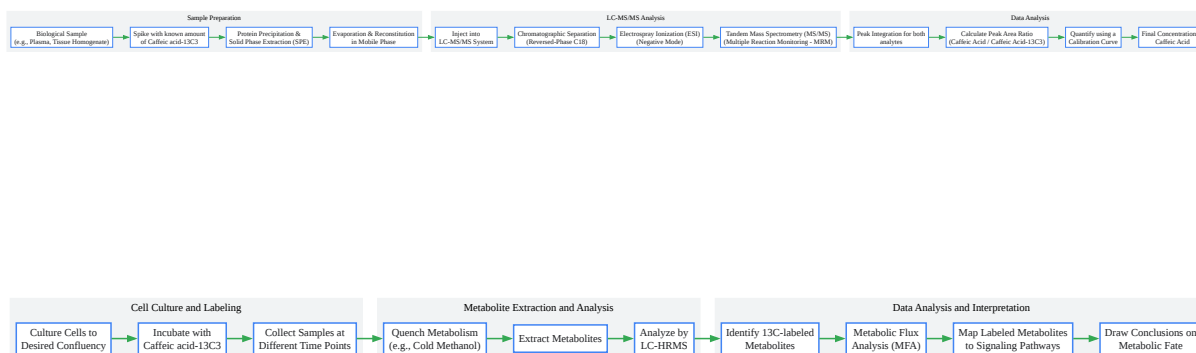 Sample Preparation
Biological Sample
(e.g., Plasma, Tissue Homogenate)
Spike with known amount
of Caffeic acid-13C3
Protein Precipitation &
Solid Phase Extraction (SPE)
Evaporation & Reconstitution
in Mobile Phase
LC-MS/MS Analysis
Inject into
LC-MS/MS System
Chromatographic Separation
(Reversed-Phase C18)
Electrospray Ionization (ESI)
(Negative Mode)
Tandem Mass Spectrometry (MS/MS)
(Multiple Reaction Monitoring - MRM)
Data Analysis
Peak Integration for both
analytes
Calculate Peak Area Ratio
(Caffeic Acid / Caffeic Acid-13C3)
Quantify using a
Calibration Curve
Final Concentration
Caffeic Acid
Cell Culture and Labeling
Culture Cells to
Desired Confluency
Incubate with
Caffeic acid-13C3
Collect Samples at
Different Time Points
Metabolite Extraction and Analysis
Quench Metabolism
(e.g., Cold Methanol)
Extract Metabolites
Analyze by
LC-HRMS
Data Analysis and Interpretation
Identify 13C-labeled
Metabolites
Metabolic Flux
Analysis (MFA)
Map Labeled Metabolites
to Signaling Pathways
Draw Conclusions on
Metabolic Fate